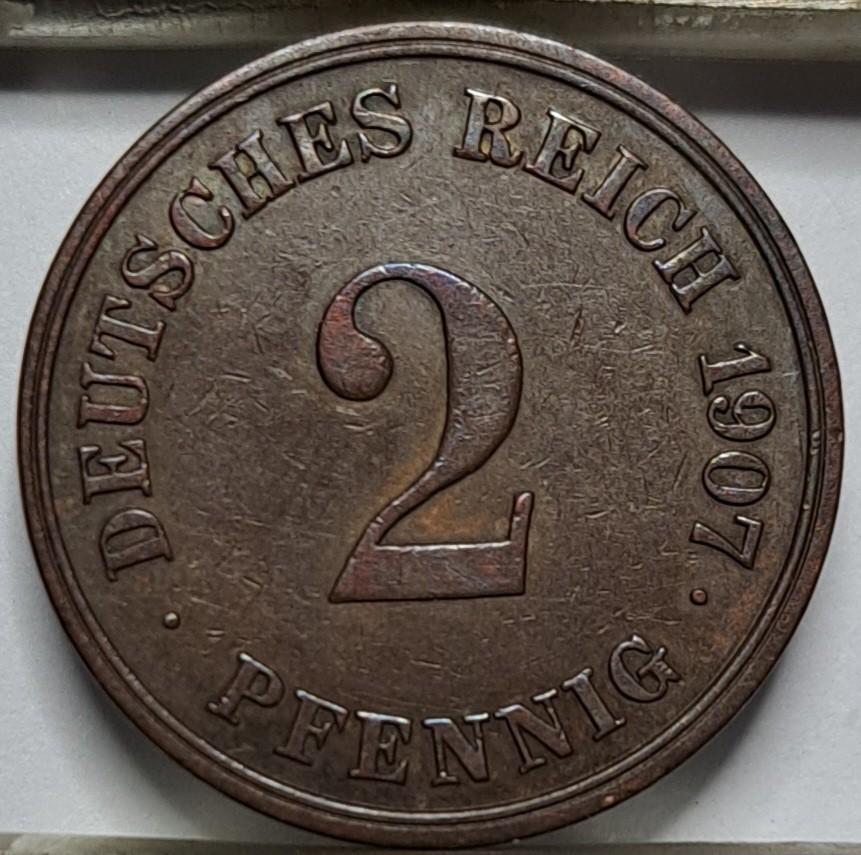 DEUTSCHES REICH 1907
2
· PFENNIG ·